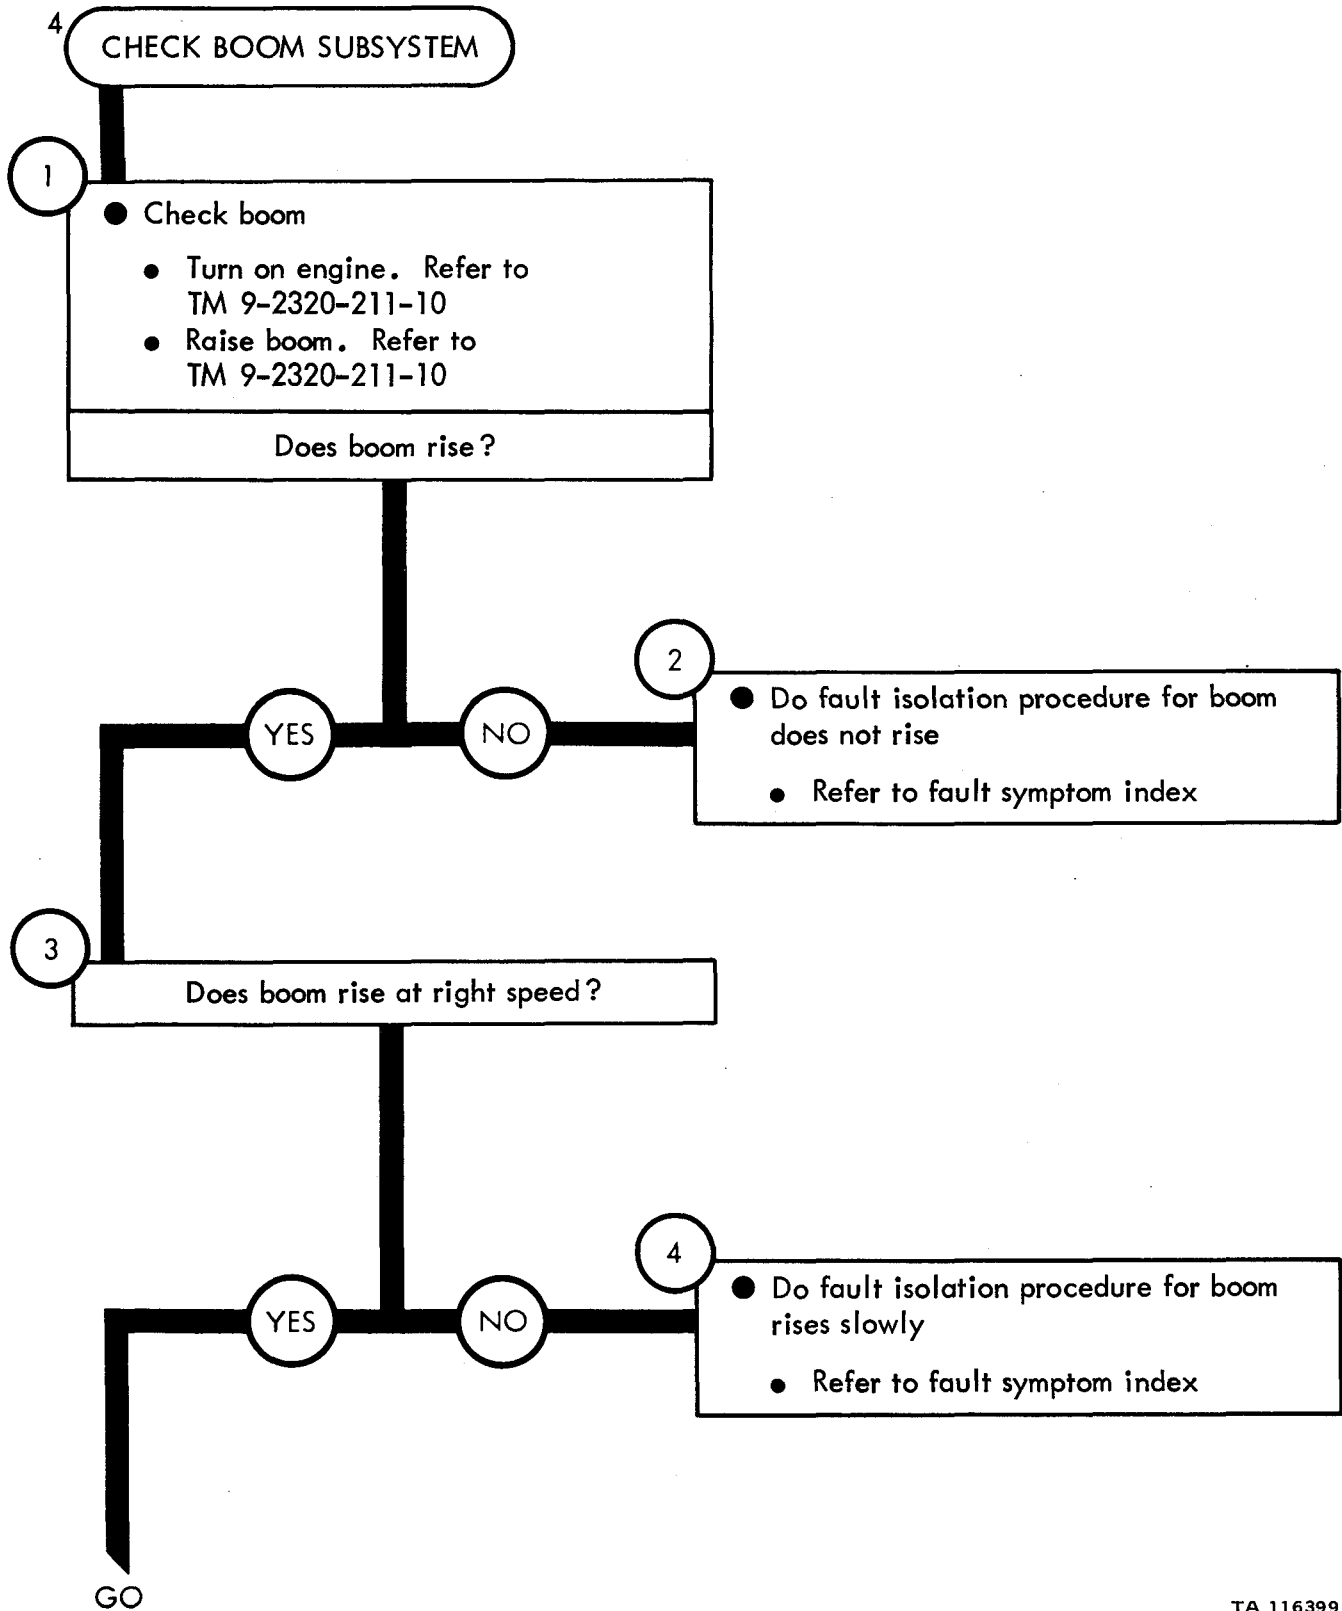 4
CHECK BOOM SUBSYSTEM
1
● Check boom
● Turn on engine. Refer to
TM 9-2320-211-10
● Raise boom. Refer to
TM 9-2320-211-10
Does boom rise?
YES
NO
2
● Do fault isolation procedure for boom
does not rise
● Refer to fault symptom index
3
Does boom rise at right speed?
YES
NO
4
● Do fault isolation procedure for boom
rises slowly
● Refer to fault symptom index
GO
TA 116399